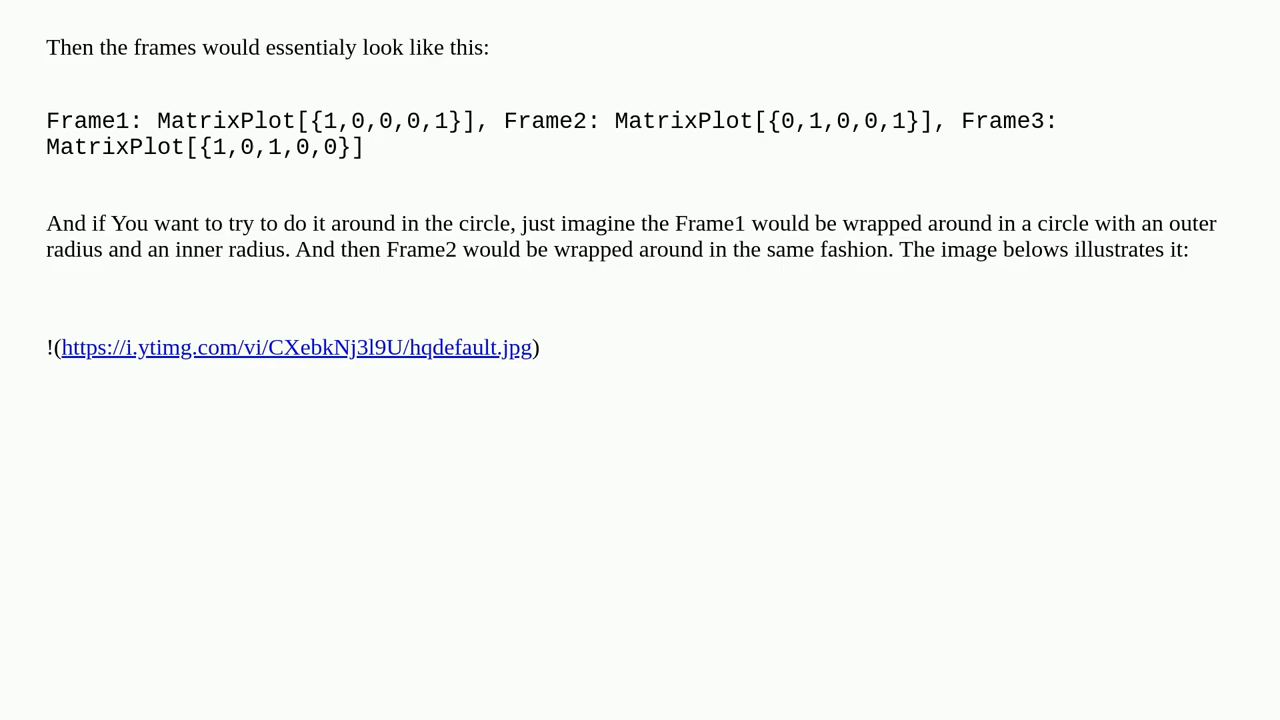 Then the frames would essentialy look like this:
Frame1: MatrixPlot[{1,0,0,0,1}], Frame2: MatrixPlot[{0,1,0,0,1}], Frame3:
MatrixPlot[{1,0,1,0,0}]
And if You want to try to do it around in the circle, just imagine the Frame1 would be wrapped around in a circle with an outer
radius and an inner radius. And then Frame2 would be wrapped around in the same fashion. The image belows illustrates it:
!(https://i.ytimg.com/vi/CXebkNj3l9U/hqdefault.jpg)